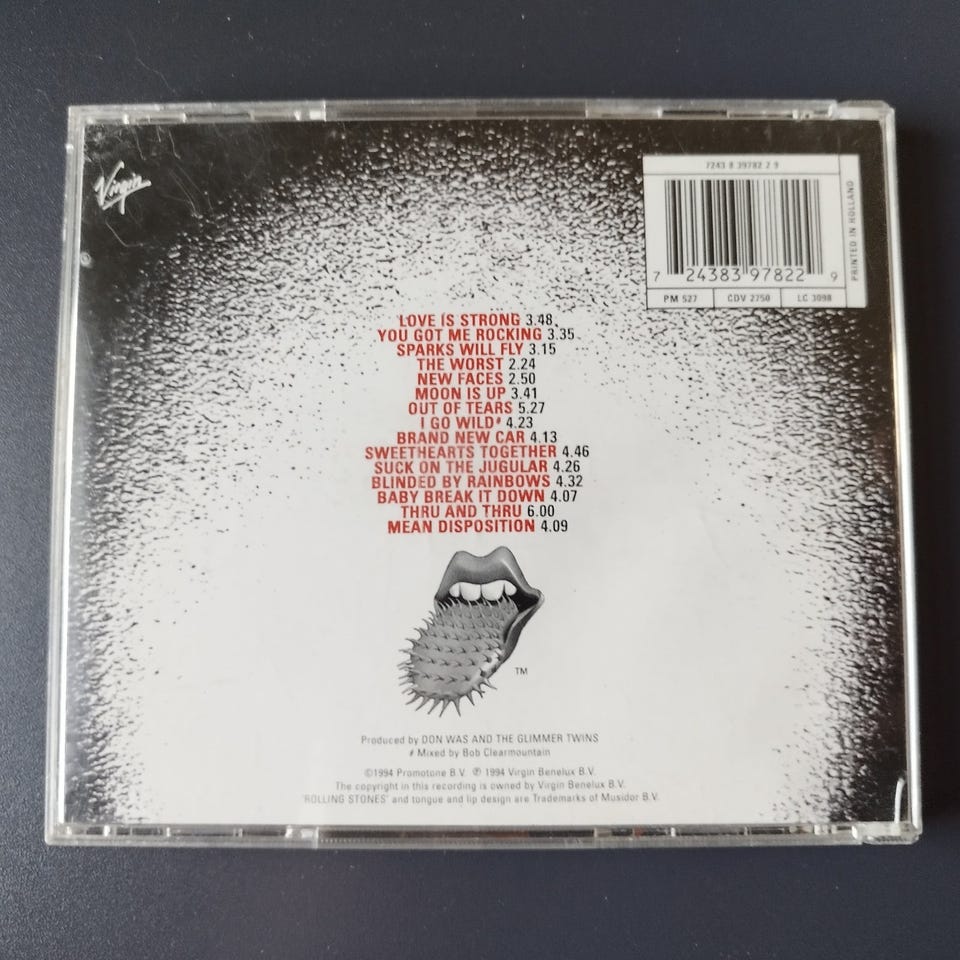 Virgin
7243 8 39782 2 9
PRINTED IN HOLLAND
7 24383 97822 9
PM 527 CDV 2750 LC 3098
LOVE IS STRONG 3.48
YOU GOT ME ROCKING 3.35
SPARKS WILL FLY 3.15
THE WORST 2.24
NEW FACES 2.50
MOON IS UP 3.41
OUT OF TEARS 5.27
I GO WILD* 4.23
BRAND NEW CAR 4.13
SWEETHEARTS TOGETHER 4.46
SUCK ON THE JUGULAR 4.26
BLINDED BY RAINBOWS 4.32
BABY BREAK IT DOWN 4.07
THRU AND THRU 6.00
MEAN DISPOSITION 4.09
TM
Produced by DON WAS AND THE GLIMMER TWINS
* Mixed by Bob Clearmountain
©1994 Promotone B.V. ℗ 1994 Virgin Benelux B.V.
The copyright in this recording is owned by Virgin Benelux B.V.
'ROLLING STONES' and tongue and lip design are Trademarks of Musidor B.V.